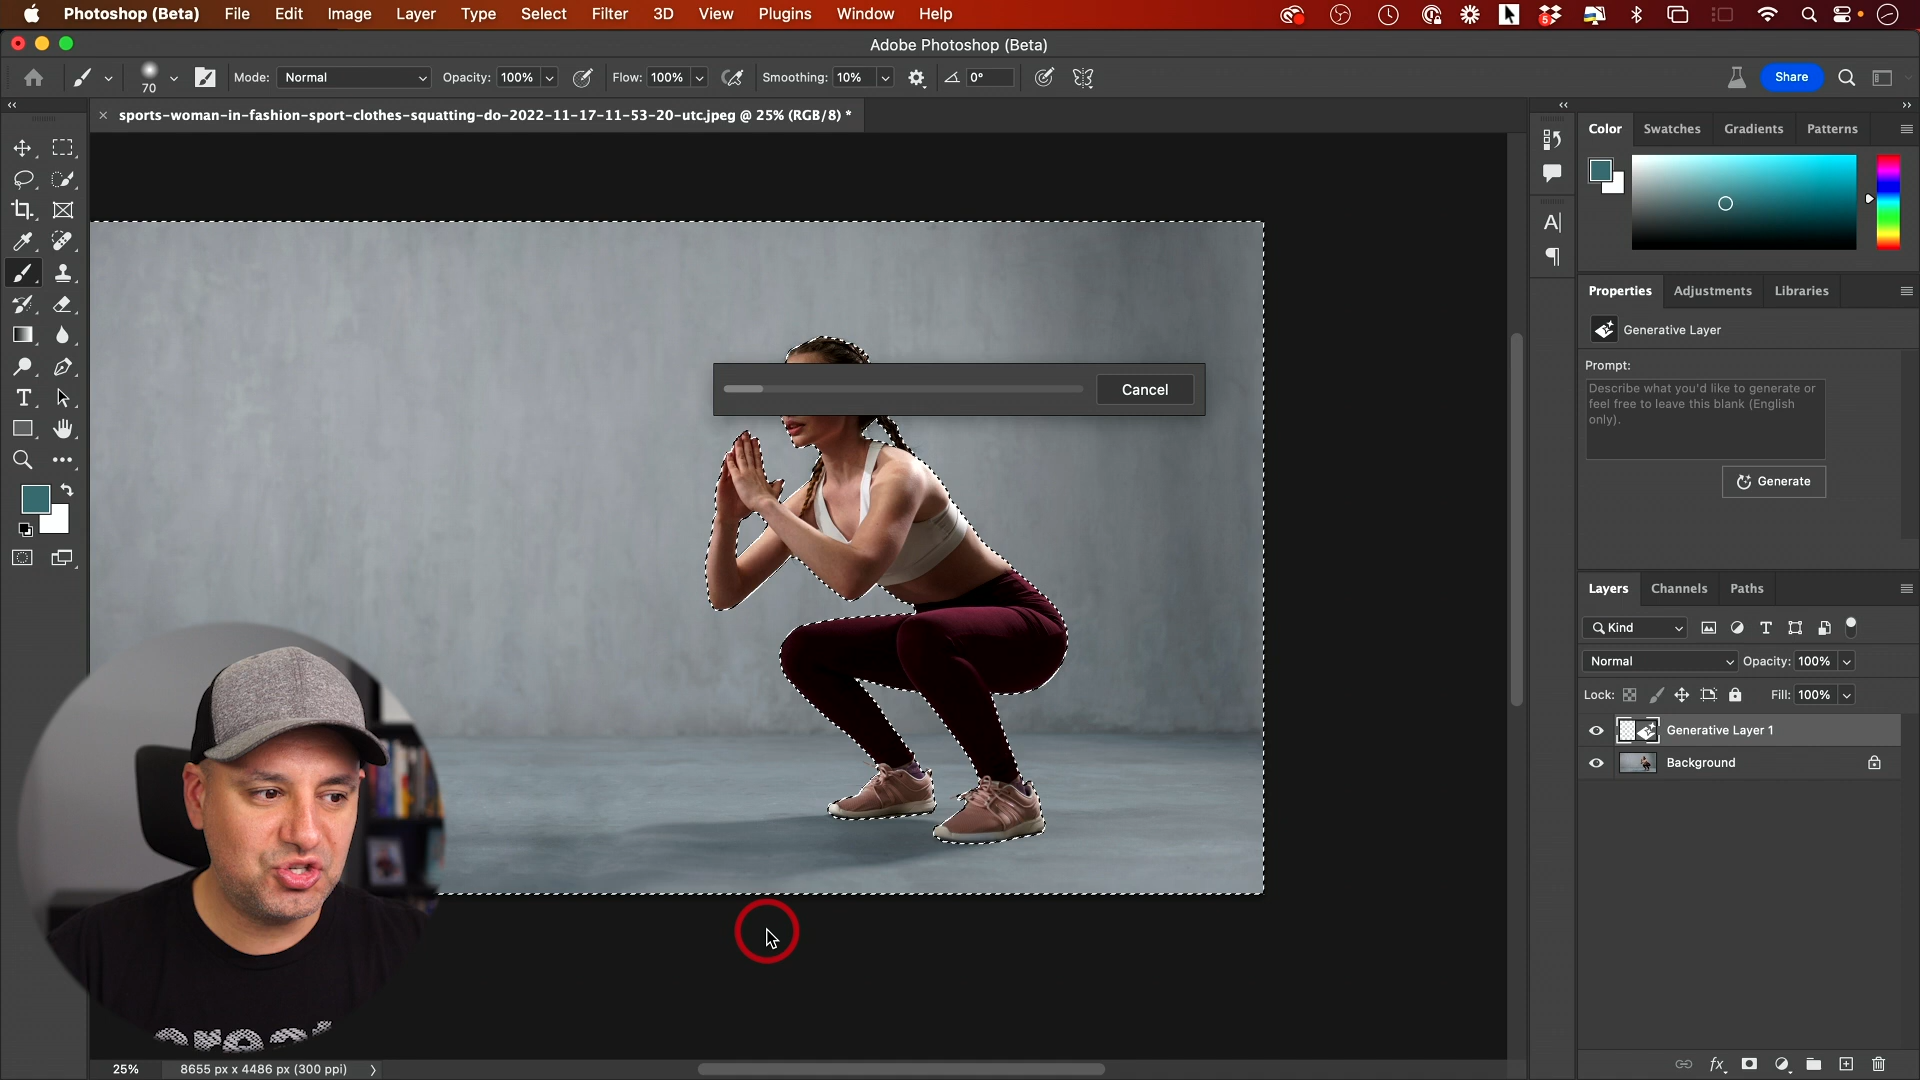 Photoshop (Beta) File Edit Image Layer Type Select Filter 3D View Plugins Window Help
5
Adobe Photoshop (Beta)
70 Mode: Normal Opacity: 100% Flow: 100% Smoothing: 10% 0° Share
sports-woman-in-fashion-sport-clothes-squatting-do-2022-11-17-11-53-20-utc.jpeg @ 25% (RGB/8) *
Color Swatches Gradients Patterns
Properties Adjustments Libraries
Generative Layer
Prompt:
Describe what you'd like to generate or
feel free to leave this blank (English
only).
Generate
Cancel
Layers Channels Paths
Kind
Normal Opacity: 100%
Lock: Fill: 100%
Generative Layer 1
Background
25% 8655 px x 4486 px (300 ppi)